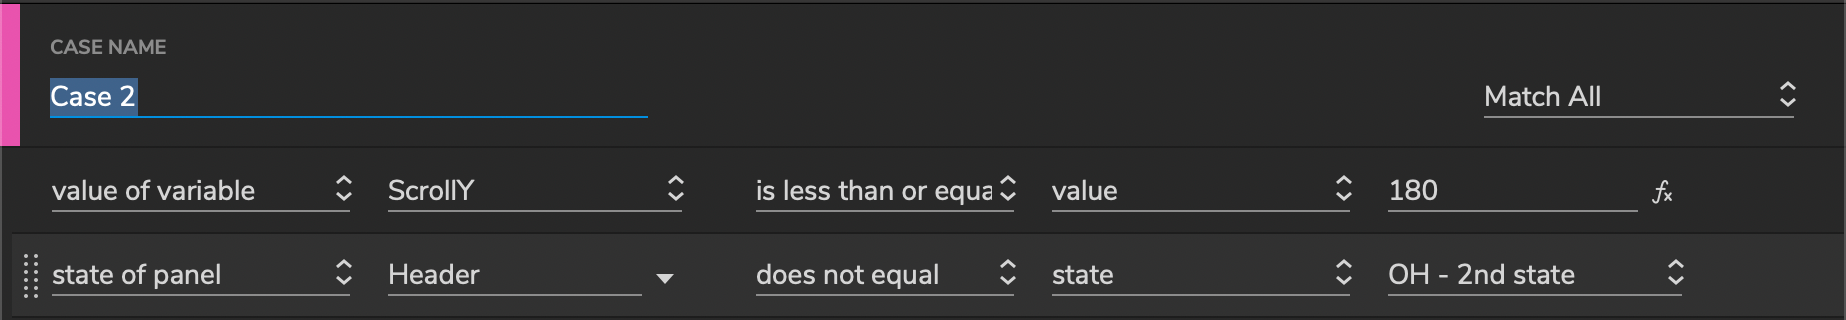 CASE NAME
Case 2
Match All
value of variable ScrollY is less than or equa value 180 fx
state of panel Header does not equal state OH - 2nd state